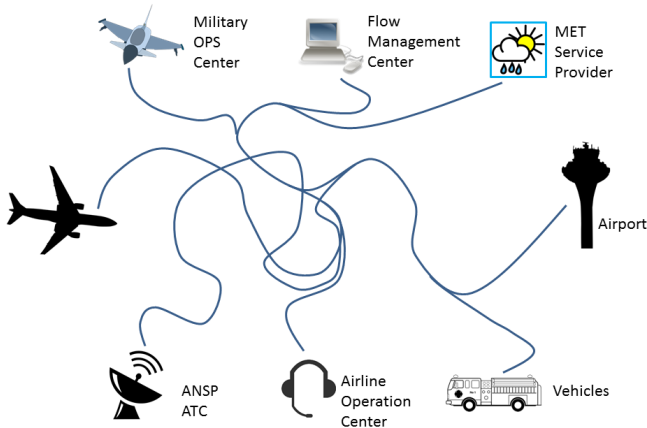 Military
OPS
Center
Flow
Management
Center
MET
Service
Provider
Airport
ANSP
ATC
Airline
Operation
Center
Vehicles